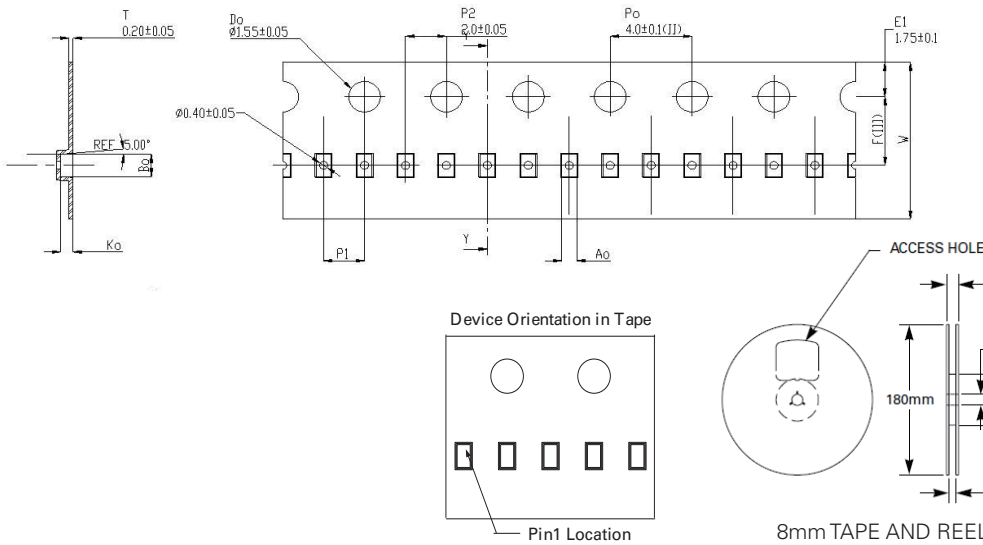 T
0.20±0.05
Do
Ø1.55±0.05
P2
2.0±0.05
Po
4.0±0.1(II)
E1
1.75±0.1
Y
Ø0.40±0.05
REF 5.00°
Bo
F(III)
W
Ko
P1
Y
Ao
ACCESS HOLE
Device Orientation in Tape
180mm
Pin1 Location
8mm TAPE AND REEL